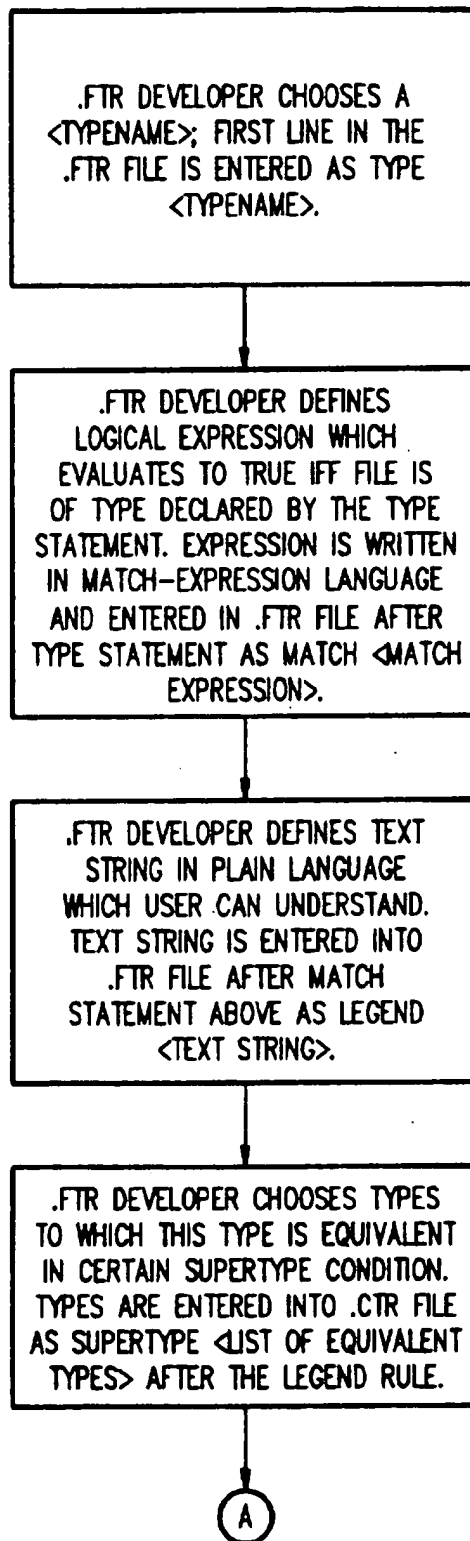 .FTR DEVELOPER CHOOSES A
<TYPENAME>; FIRST LINE IN THE
.FTR FILE IS ENTERED AS TYPE
<TYPENAME>.
.FTR DEVELOPER DEFINES
LOGICAL EXPRESSION WHICH
EVALUATES TO TRUE IFF FILE IS
OF TYPE DECLARED BY THE TYPE
STATEMENT. EXPRESSION IS WRITTEN
IN MATCH-EXPRESSION LANGUAGE
AND ENTERED IN .FTR FILE AFTER
TYPE STATEMENT AS MATCH <MATCH
EXPRESSION>.
.FTR DEVELOPER DEFINES TEXT
STRING IN PLAIN LANGUAGE
WHICH USER CAN UNDERSTAND.
TEXT STRING IS ENTERED INTO
.FTR FILE AFTER MATCH
STATEMENT ABOVE AS LEGEND
<TEXT STRING>.
.FTR DEVELOPER CHOOSES TYPES
TO WHICH THIS TYPE IS EQUIVALENT
IN CERTAIN SUPERTYPE CONDITION.
TYPES ARE ENTERED INTO .CTR FILE
AS SUPERTYPE <LIST OF EQUIVALENT
TYPES> AFTER THE LEGEND RULE.
A